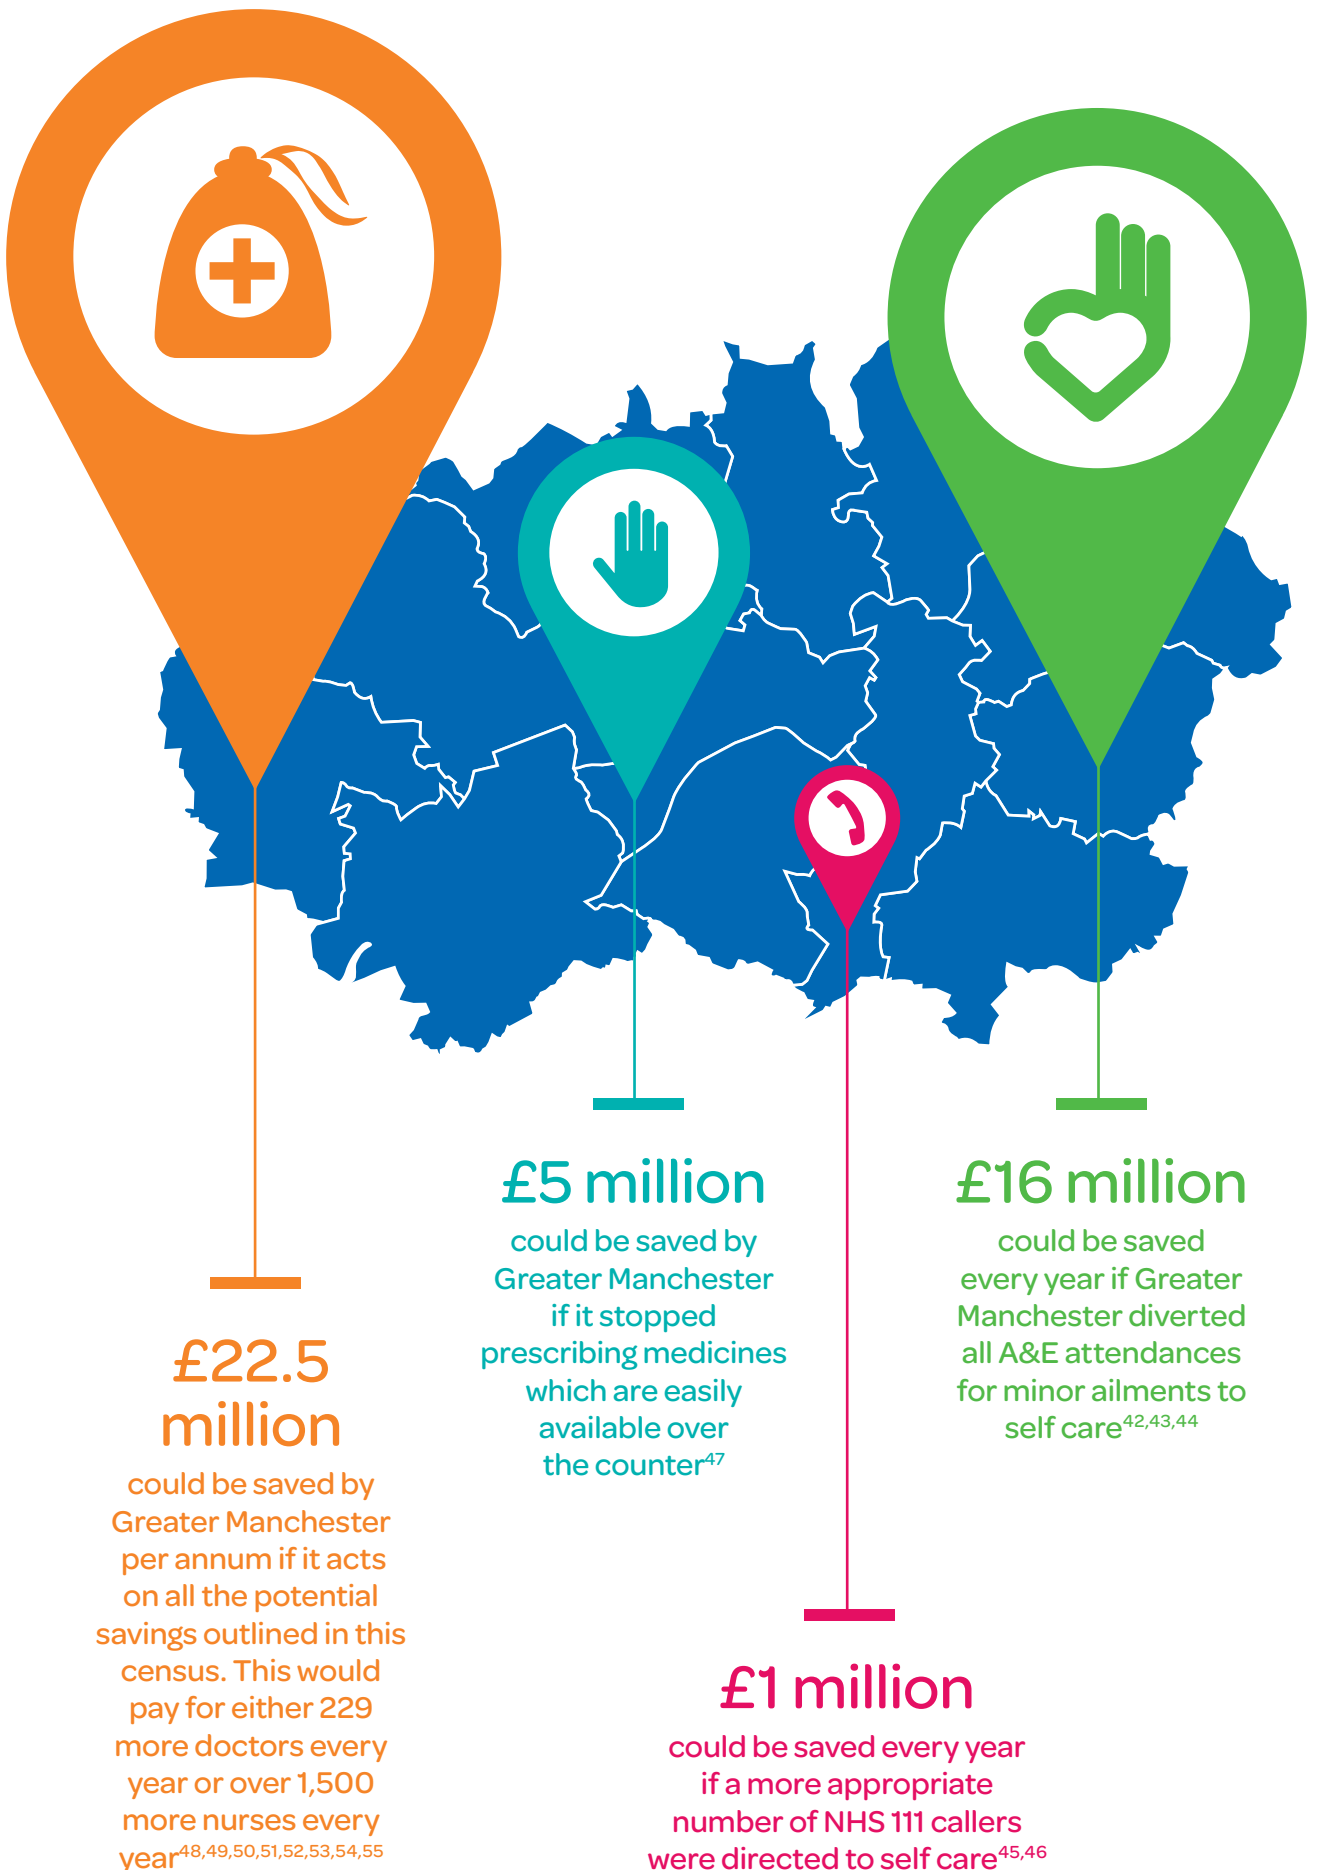 £5 million
could be saved by
Greater Manchester
if it stopped
prescribing medicines
which are easily
available over
the counter47
£16 million
could be saved
every year if Greater
Manchester diverted
all A&E attendances
for minor ailments to
self care42,43,44
£22.5
million
could be saved by
Greater Manchester
per annum if it acts
on all the potential
savings outlined in this
census. This would
pay for either 229
more doctors every
year or over 1,500
more nurses every
year48,49,50,51,52,53,54,55
£1 million
could be saved every year
if a more appropriate
number of NHS 111 callers
were directed to self care45,46